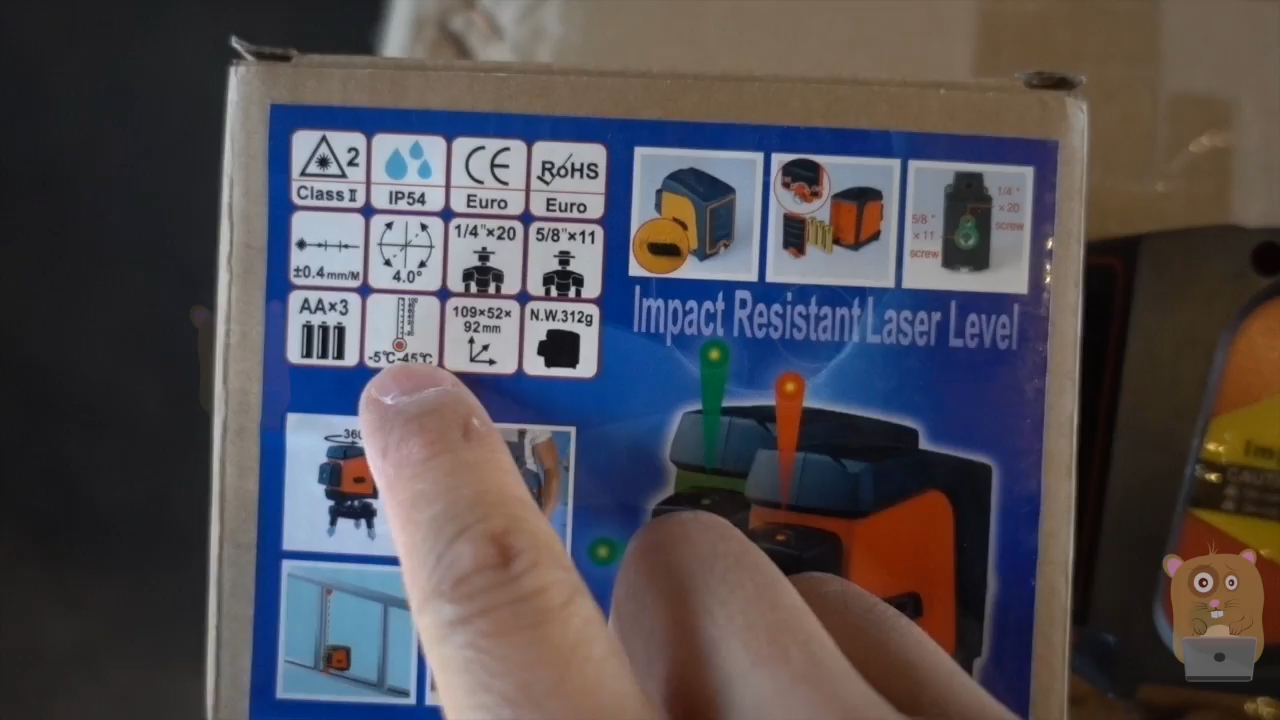 2
Class II
IP54
CE
Euro
RoHS
Euro
±0.4mm/M
4.0°
1/4"×20
5/8"×11
AA×3
-5℃-45℃
109×52×
92mm
N.W.312g
1/4"
×20
screw
5/8"
×11
screw
Impact Resistant Laser Level
360
Im